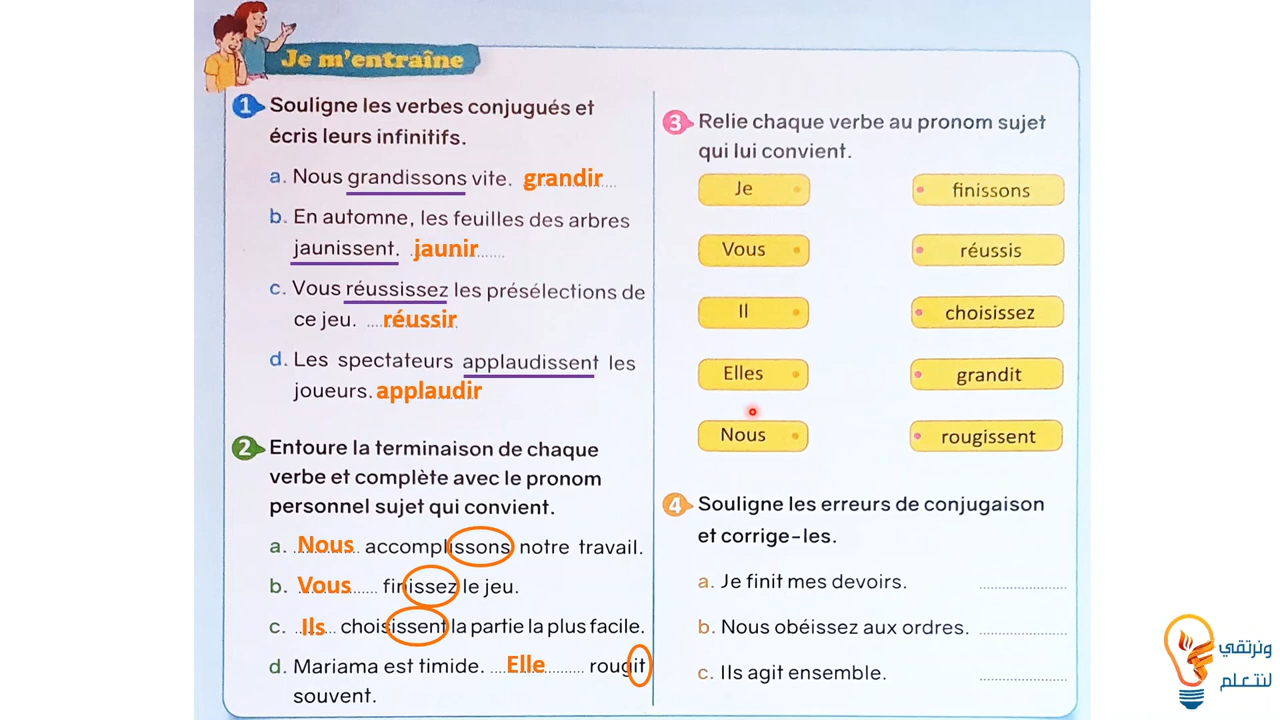 Je m'entraîne
1 Souligne les verbes conjugués et
écris leurs infinitifs.
a. Nous grandissons vite. grandir
b. En automne, les feuilles des arbres
jaunissent. jaunir
c. Vous réussissez les présélections de
ce jeu. réussir
d. Les spectateurs applaudissent les
joueurs. applaudir
2 Entoure la terminaison de chaque
verbe et complète avec le pronom
personnel sujet qui convient.
a. Nous accomplissons notre travail.
b. Vous finissez le jeu.
c. Ils choisissent la partie la plus facile.
d. Mariama est timide. Elle rougit
souvent.
3 Relie chaque verbe au pronom sujet
qui lui convient.
Je finissons
Vous réussis
Il choisissez
Elles grandit
Nous rougissent
4 Souligne les erreurs de conjugaison
et corrige-les.
a. Je finit mes devoirs. ....................
b. Nous obéissez aux ordres. ....................
c. Ils agit ensemble. ....................
ونرتقي
لنتعلم